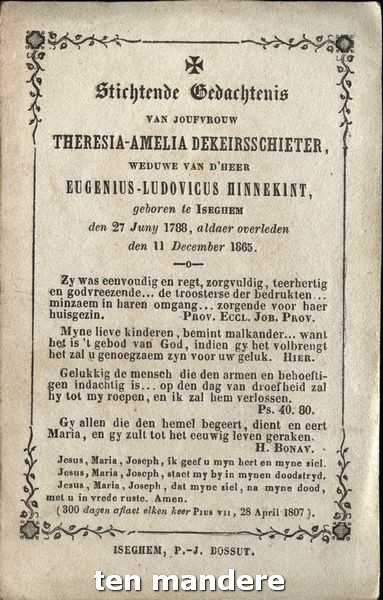 Stichtende Gedachtenis
VAN JOUFVROUW
THERESIA-AMELIA DEKEIRSSCHIETER,
WEDUWE VAN D'HEER
EUGENIUS-LUDOVICUS HINNEKINT,
geboren te ISEGHEM
den 27 Juny 1788, aldaer overleden
den 11 December 1865.
Zy was eenvoudig en regt, zorgvuldig, teerhertig
en godvreezende... de troosterse der bedrukten...
minzaem in haren omgang... zorgende voor haer
huisgezin. PROV. ECCL. JOB. PROV.
Myne lieve kinderen, bemint malkander... want
het is 't gebod van God, indien gy het volbrengt
het zal u genoegzaem zyn voor uw geluk. HIER.
Gelukkig de mensch die den armen en behoefti-
gen indachtig is... op den dag van droefheid zal
hy tot my roepen, en ik zal hem verlossen.
Ps. 40. 80.
Gy allen die den hemel begeert, dient en eert
Maria, en gy zult tot het eeuwig leven geraken.
H. BONAV.
Jesus, Maria, Joseph, ik geef u myn hert en myne ziel.
Jesus, Maria, Joseph, staet my by in mynen doodstryd.
Jesus, Maria, Joseph, dat myne ziel, na myne dood,
met u in vrede ruste. Amen.
(300 dagen aflaet elken keer PIUS VII, 28 April 1807).
ISEGHEM, P.-J. BOSSUT.
ten mandere